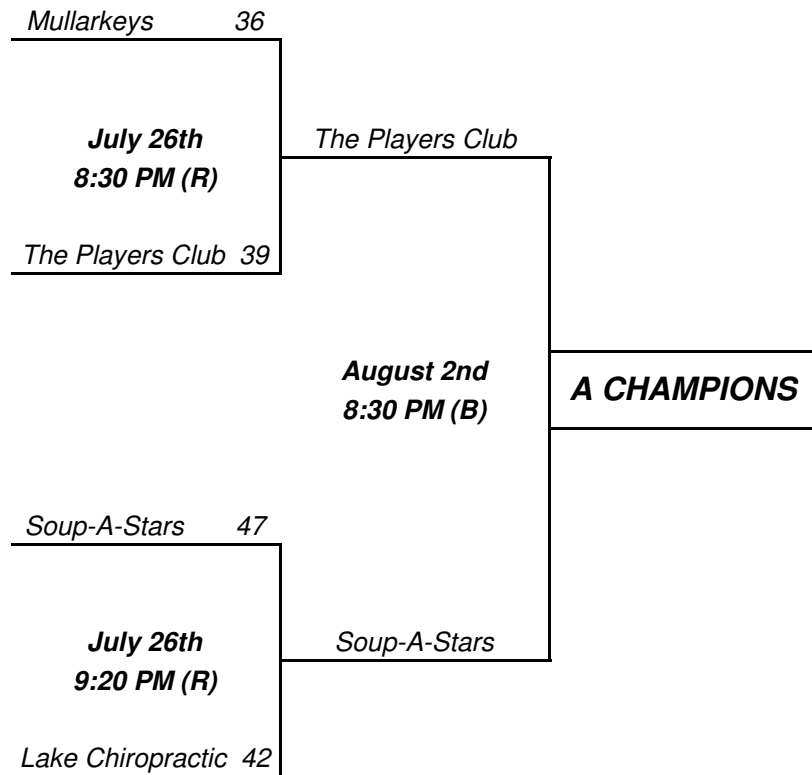 Mullarkeys 36
July 26th
8:30 PM (R)
The Players Club
The Players Club 39
August 2nd
8:30 PM (B)
A CHAMPIONS
Soup-A-Stars 47
July 26th
9:20 PM (R)
Soup-A-Stars
Lake Chiropractic 42